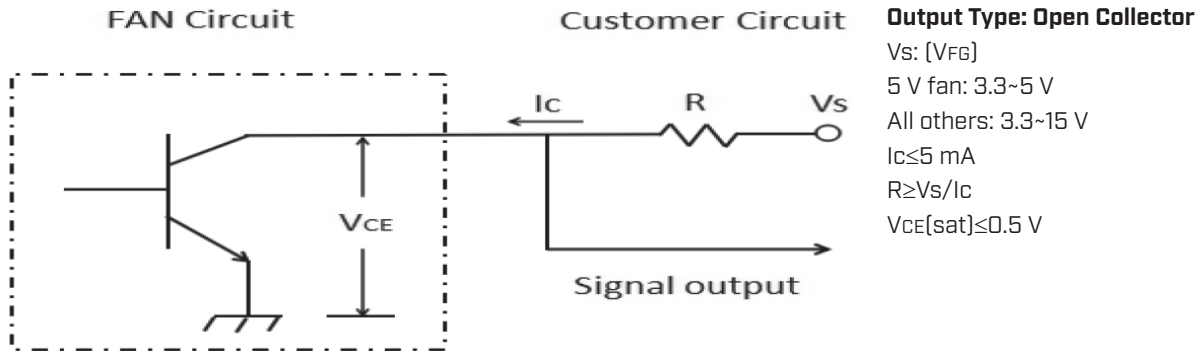 FAN Circuit
Customer Circuit
Ic
R
Vs
VCE
Signal output
Output Type: Open Collector
Vs: (VFG)
5 V fan: 3.3~5 V
All others: 3.3~15 V
Ic≤5 mA
R≥Vs/Ic
VCE(sat)≤0.5 V